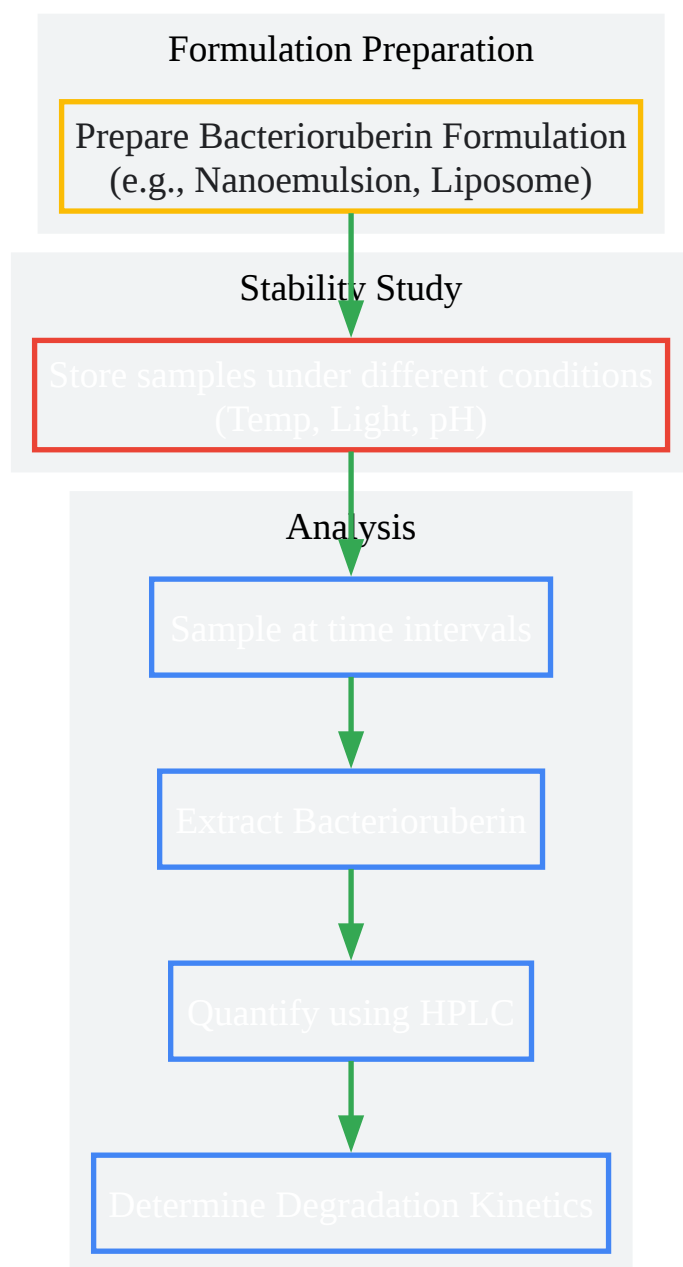 Formulation Preparation
Prepare Bacterioruberin Formulation
(e.g., Nanoemulsion, Liposome)
Stability Study
Store samples under different conditions
(Temp, Light, pH)
Analysis
Sample at time intervals
Extract Bacterioruberin
Quantify using HPLC
Determine Degradation Kinetics